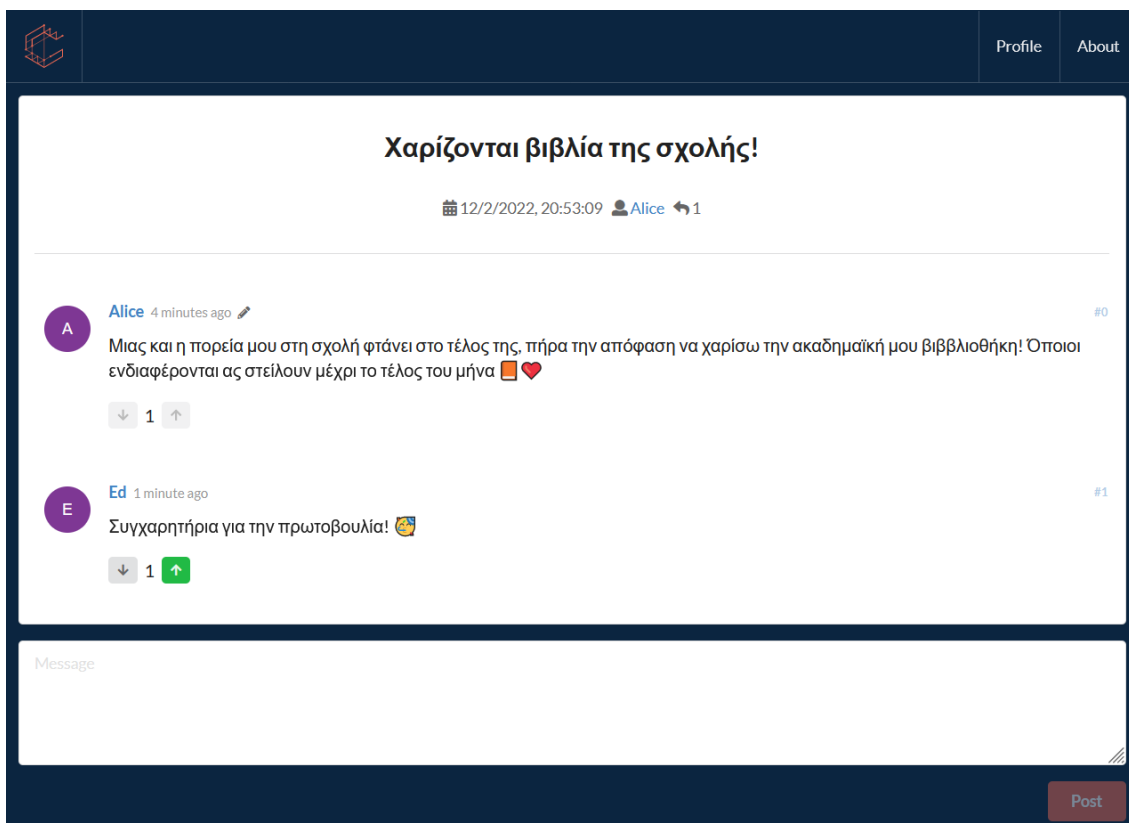 Profile
About
Χαρίζονται βιβλία της σχολής!
12/2/2022, 20:53:09 Alice 1
A
Alice 4 minutes ago
#0
Μιας και η πορεία μου στη σχολή φτάνει στο τέλος της, πήρα την απόφαση να χαρίσω την ακαδημαϊκή μου βιββλιοθήκη! Όποιοι
ενδιαφέρονται ας στείλουν μέχρι το τέλος του μήνα 📙❤️
1
E
Ed 1 minute ago
#1
Συγχαρητήρια για την πρωτοβουλία! 🥳
1
Message
Post